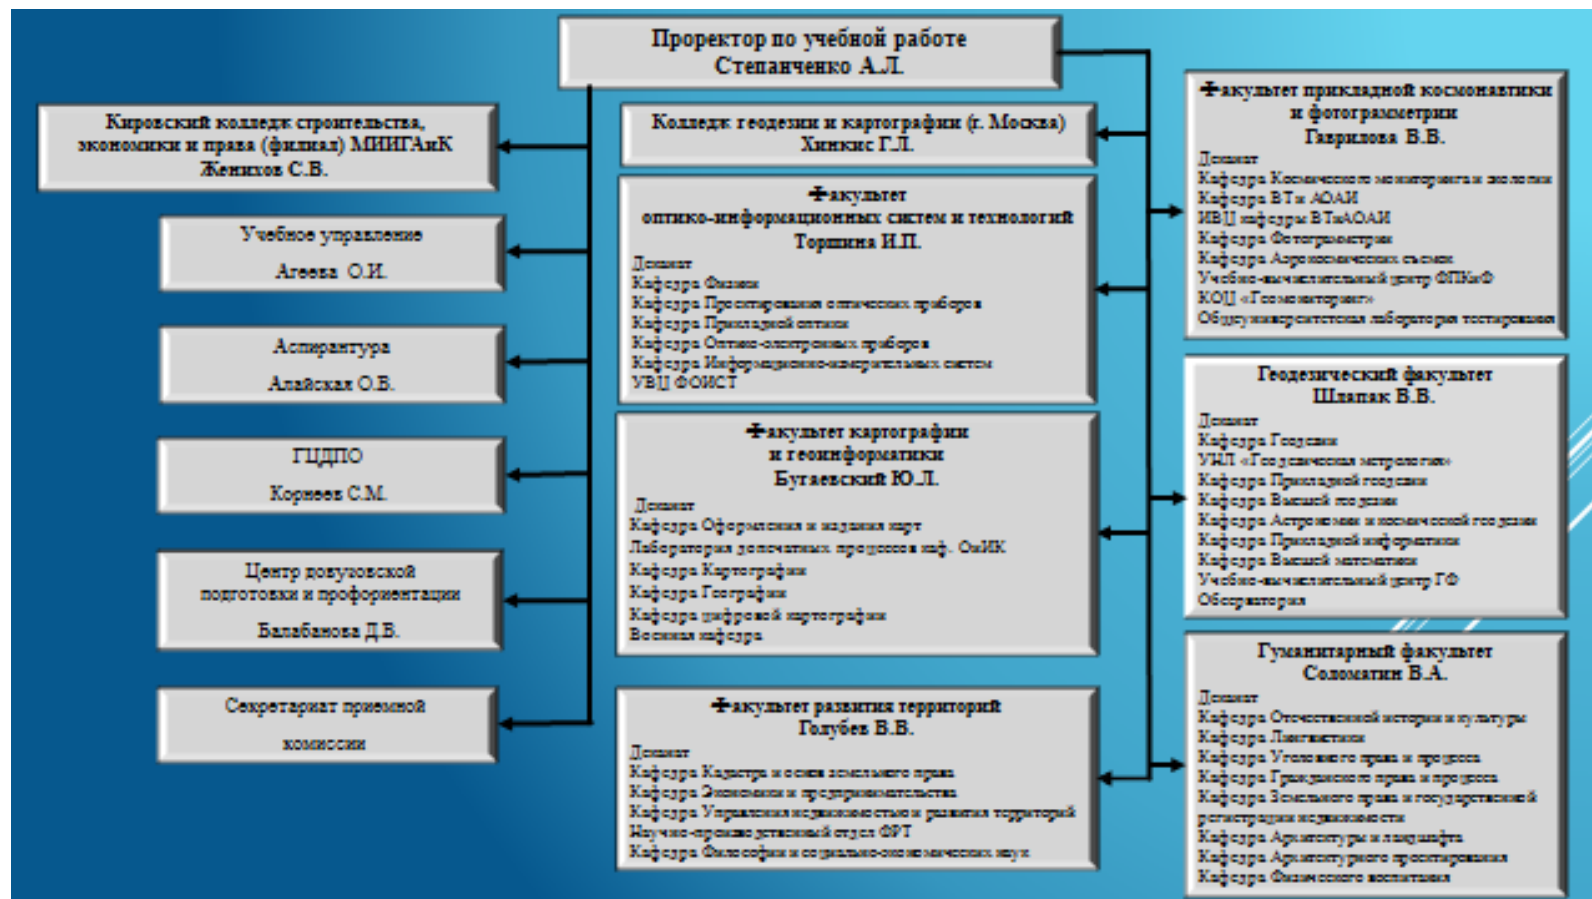 Проректор по учебной работе
Степанченко А.Л.
Кировский колледж строительства,
экономики и права (филиал) МИИГАиК
Женихов С.В.
Учебное управление
Агеева О.И.
Аспирантура
Алайская О.В.
ГЦДПО
Корнеев С.М.
Центр довузовской
подготовки и профориентации
Балабанова Д.В.
Секретариат приемной
комиссии
Колледж геодезии и картографии (г. Москва)
Хинкис Г.Л.
Факультет
оптико-информационных систем и технологий
Торшина И.П.
Деканат
Кафедра Физики
Кафедра Проектирования оптических приборов
Кафедра Прикладной оптики
Кафедра Оптико-электронных приборов
Кафедра Информационно-измерительных систем
УВЦ ФОИСТ
Факультет картографии
и геоинформатики
Бугаевский Ю.Л.
Деканат
Кафедра Оформления и издания карт
Лаборатория допечатных процессов каф. ОиИК
Кафедра Картографии
Кафедра Географии
Кафедра цифровой картографии
Военная кафедра
Факультет развития территорий
Голубев В.В.
Деканат
Кафедра Кадастра и основ земельного права
Кафедра Экономики и предпринимательства
Кафедра Управления недвижимостью и развития территорий
Научно-производственный отдел ФРТ
Кафедра Философии и социально-экономических наук
Факультет прикладной космонавтики
и фотограмметрии
Гаврилова В.В.
Деканат
Кафедра Космического мониторинга и экологии
Кафедра ВТи АОАИ
ИВЦ кафедры ВТиАОАИ
Кафедра Фотограмметрии
Кафедра Аэрокосмических съемок
Учебно-вычислительный центр ФПКиФ
КОЦ «Геомониторинг»
Общеуниверситетская лаборатория тестирования
Геодезический факультет
Шлапак В.В.
Деканат
Кафедра Геодезии
УНЛ «Геодезическая метрология»
Кафедра Прикладной геодезии
Кафедра Высшей геодезии
Кафедра Астрономии и космической геодезии
Кафедра Прикладной информатики
Кафедра Высшей математики
Учебно-вычислительный центр ГФ
Обсерватория
Гуманитарный факультет
Соломатин В.А.
Деканат
Кафедра Отечественной истории и культуры
Кафедра Лингвистики
Кафедра Уголовного права и процесса
Кафедра Гражданского права и процесса
Кафедра Земельного права и государственной
регистрации недвижимости
Кафедра Архитектуры и ландшафта
Кафедра Архитектурного проектирования
Кафедра Физического воспитания